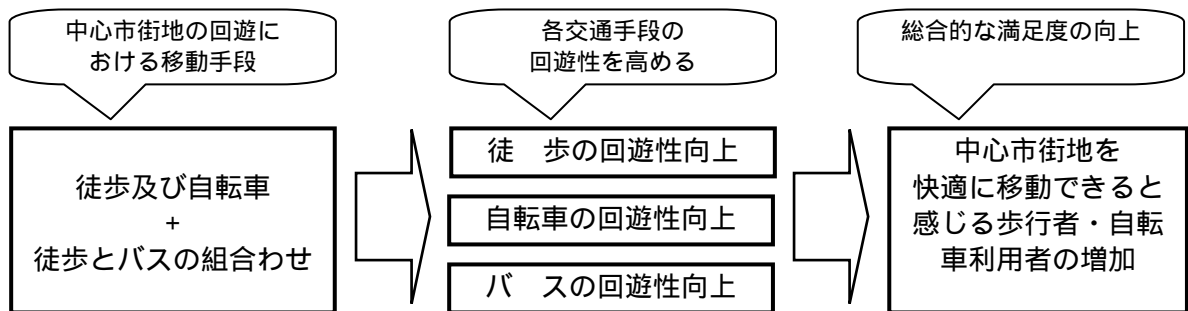 中心市街地の回遊に
おける移動手段
各交通手段の
回遊性を高める
総合的な満足度の向上
徒歩及び自転車
+
徒歩とバスの組合わせ
徒　歩の回遊性向上
自転車の回遊性向上
バ　スの回遊性向上
中心市街地を
快適に移動できると
感じる歩行者・自転
車利用者の増加